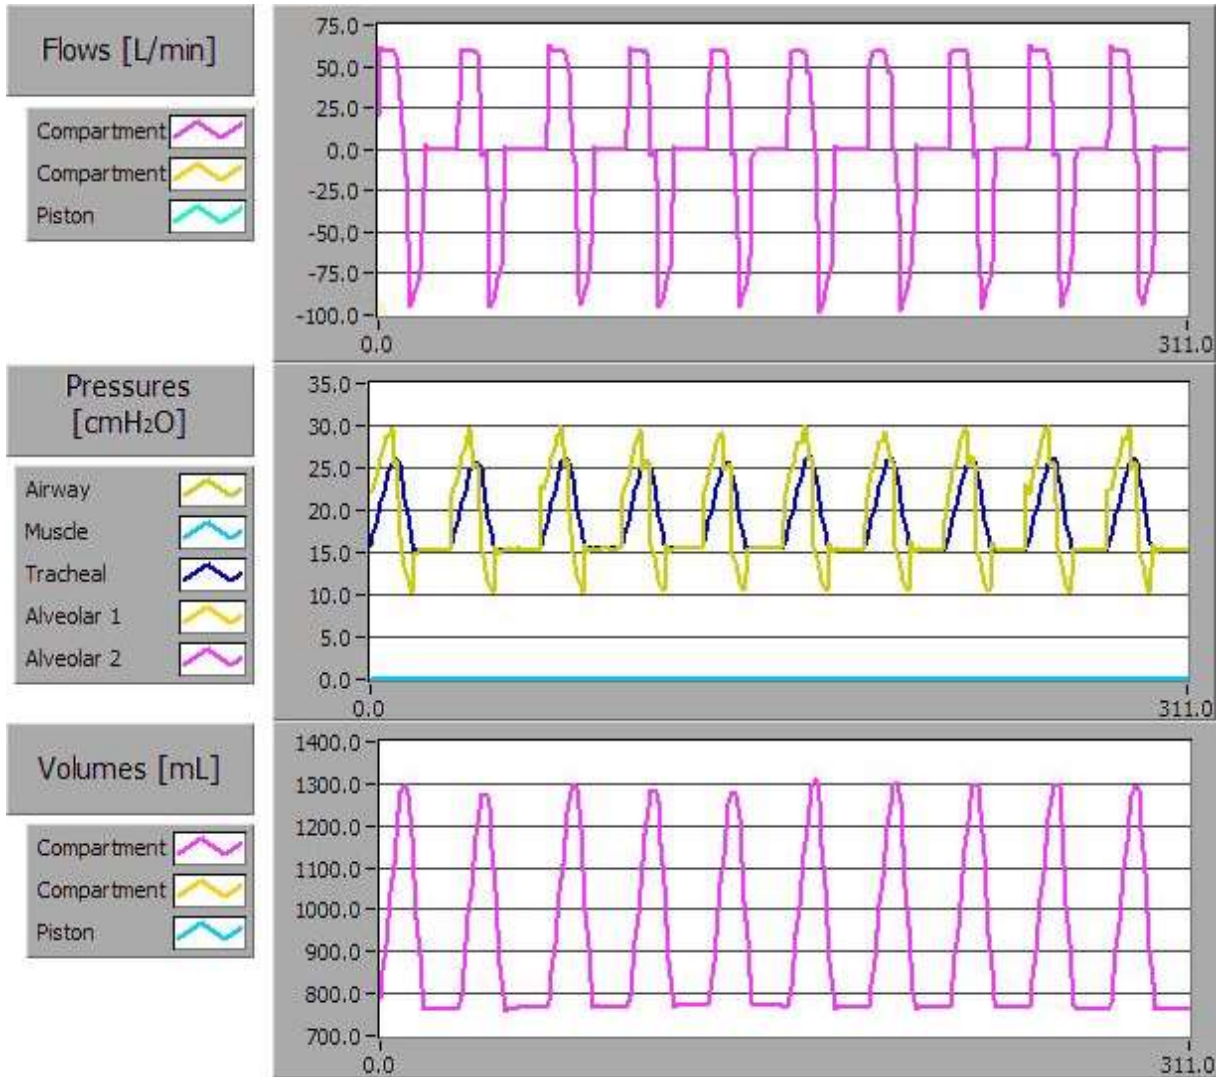 Flows [L/min]
Compartment
Compartment
Piston
75.0
50.0
25.0
0.0
-25.0
-50.0
-75.0
-100.0
0.0 311.0
Pressures
[cmH₂O]
Airway
Muscle
Tracheal
Alveolar 1
Alveolar 2
35.0
30.0
25.0
20.0
15.0
10.0
5.0
0.0
0.0 311.0
Volumes [mL]
Compartment
Compartment
Piston
1400.0
1300.0
1200.0
1100.0
1000.0
900.0
800.0
700.0
0.0 311.0